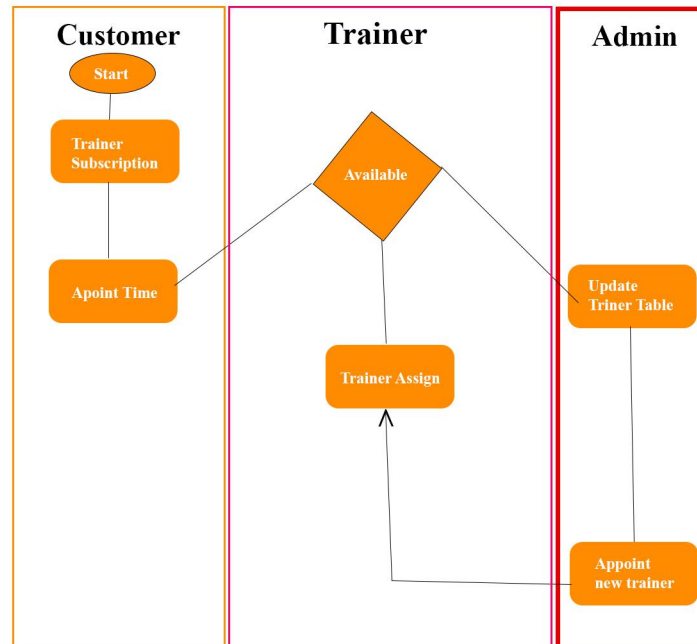 Customer
Trainer
Admin
Start
Trainer
Subscription
Available
Apoint Time
Update
Triner Table
Trainer Assign
Appoint
new trainer